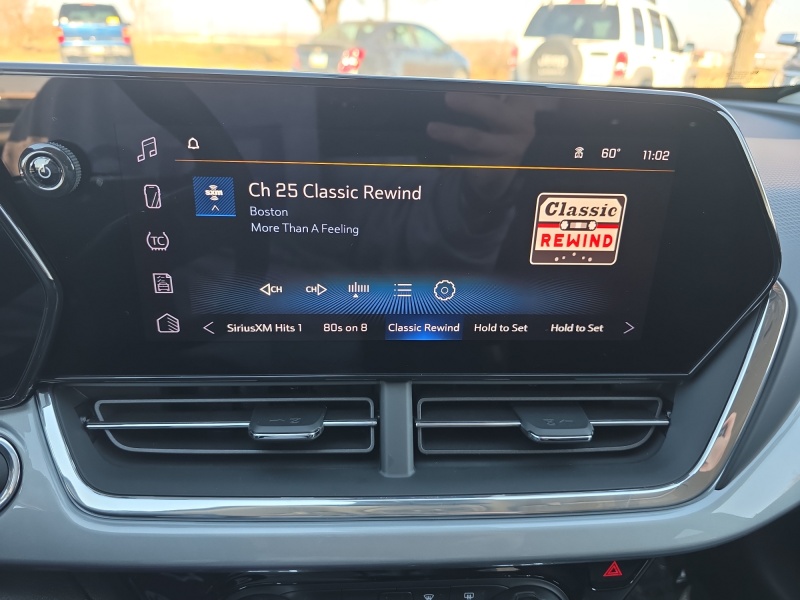 60° 11:02
sxm
Ch 25 Classic Rewind
Boston
More Than A Feeling
Classic
REWIND
TC
CH CH
SiriusXM Hits 1 80s on 8 Classic Rewind Hold to Set Hold to Set